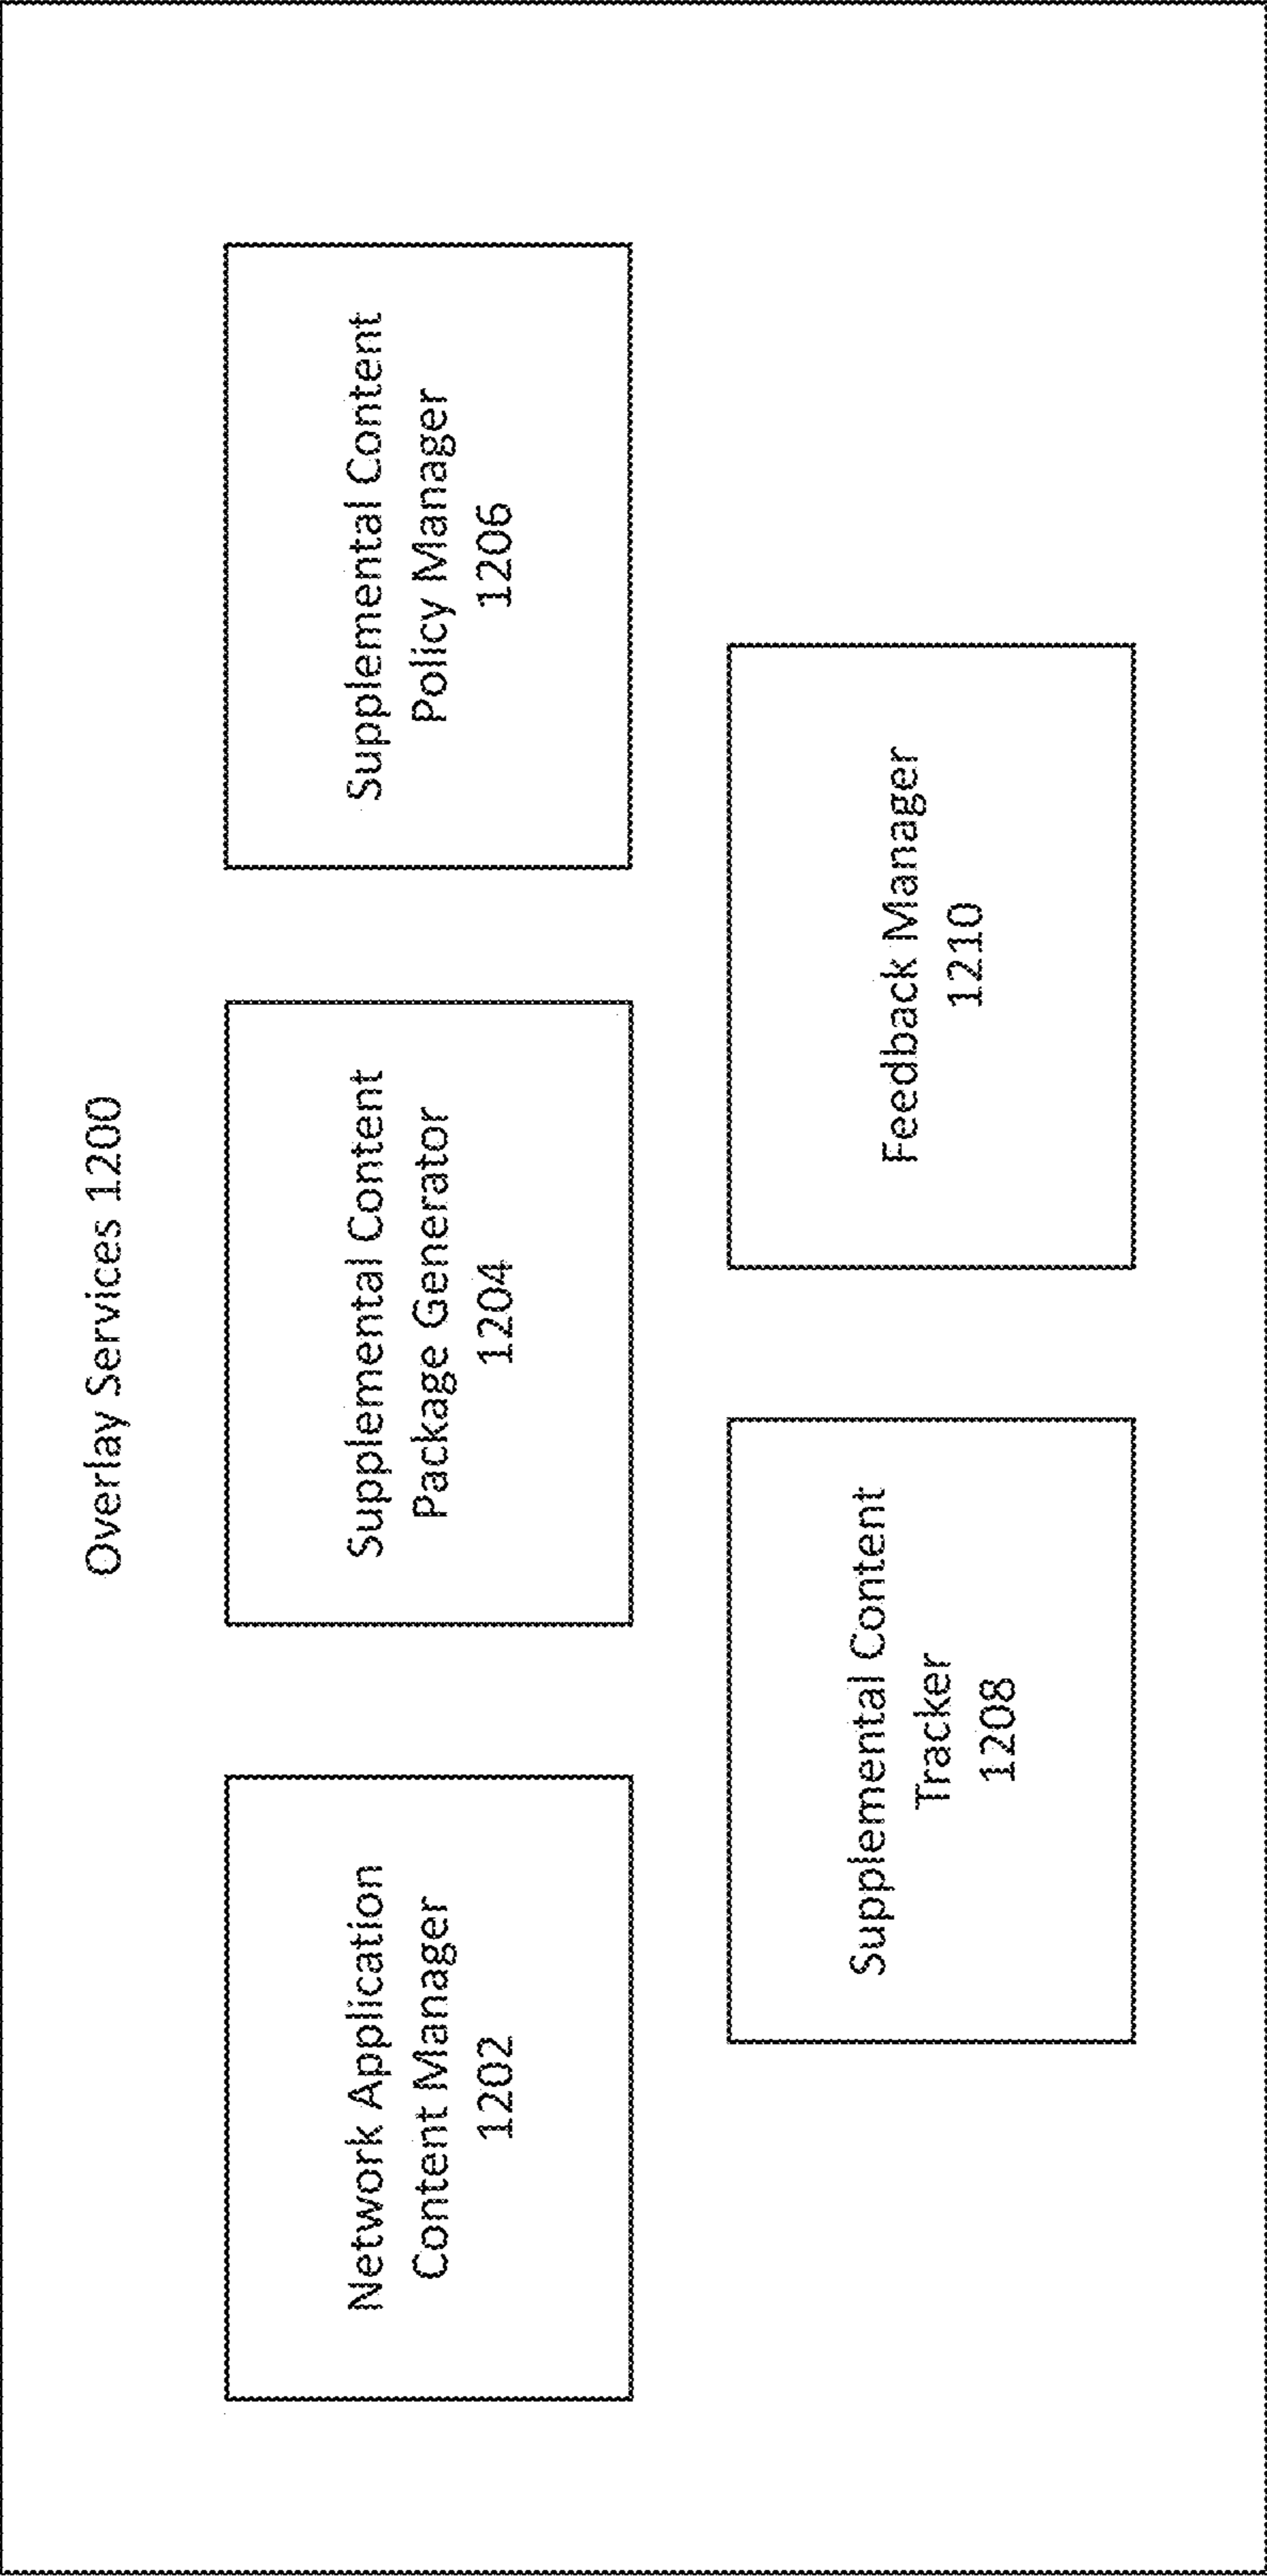 Overlay Services 1200
Network Application
Content Manager
1202
Supplemental Content
Package Generator
1204
Supplemental Content
Policy Manager
1206
Supplemental Content
Tracker
1208
Feedback Manager
1210